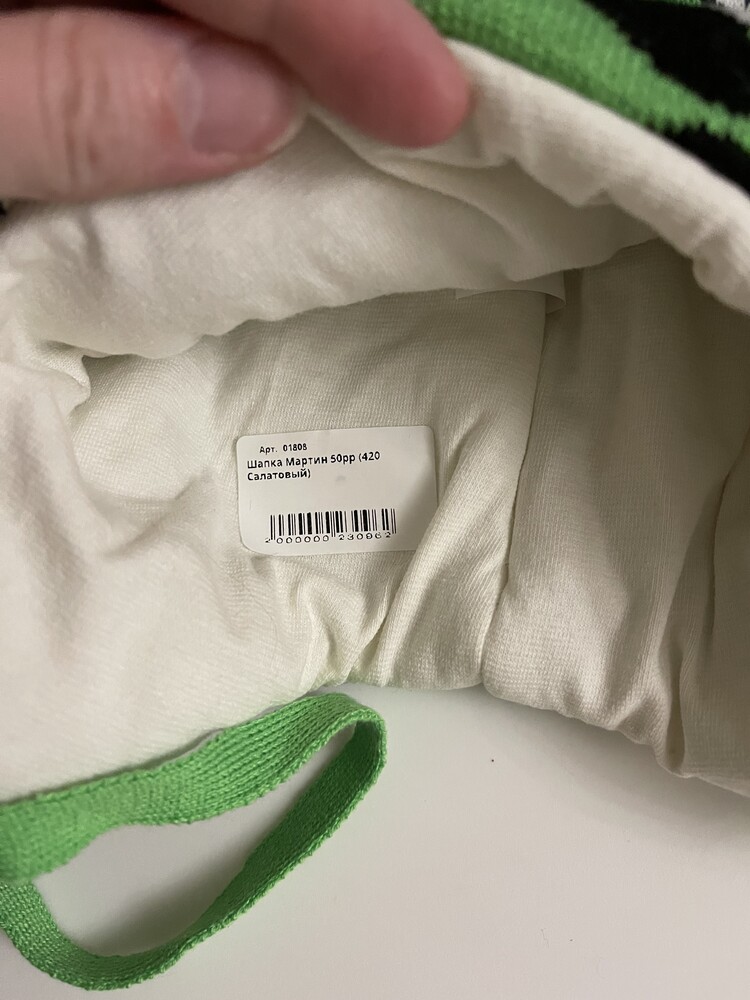 Арт. 01808
Шапка Мартин 50рр (420
Салатовый)
2000000230962